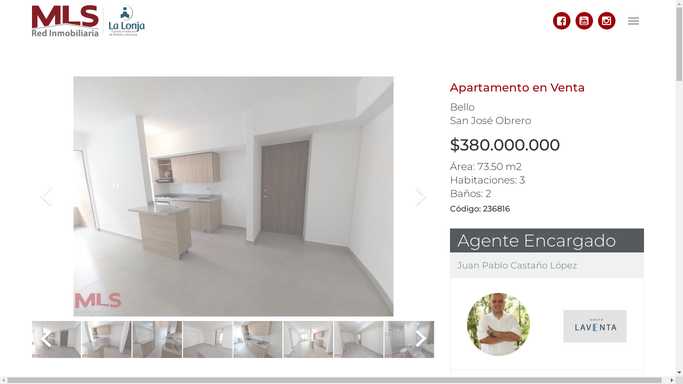 MLS
Red Inmobiliaria
La Lonja
Apartamento en Venta
Bello
San José Obrero
$380.000.000
Área: 73.50 m2
Habitaciones: 3
Baños: 2
Código: 236816
Agente Encargado
Juan Pablo Castaño López
MLS
LAVENTA